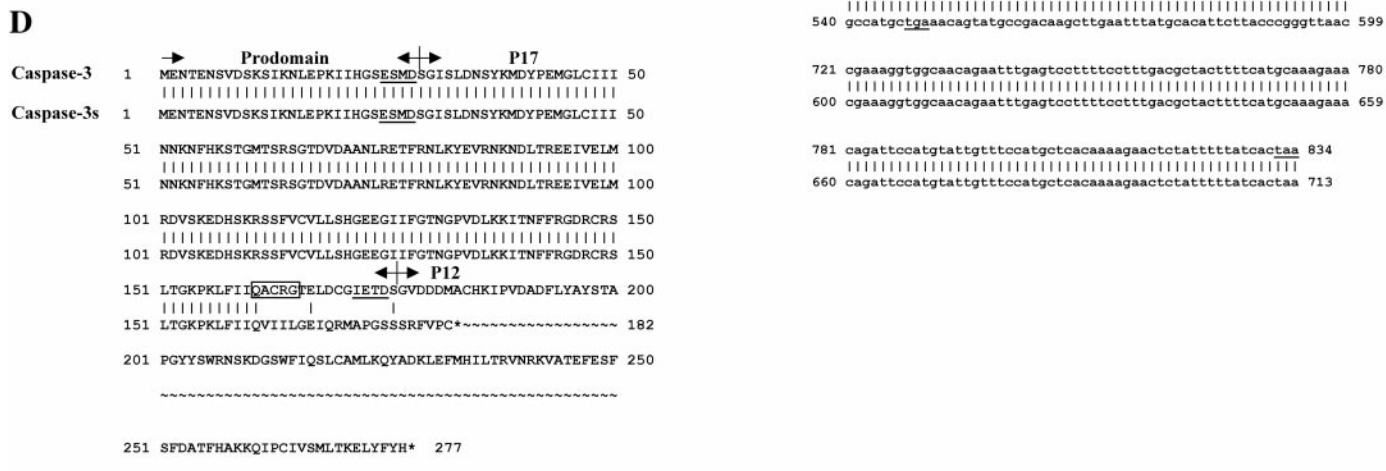 D
Prodomain P17
Caspase-3 1 MENTENSVDSKSIKNLEPKIIHGSESMDSGISLDNSYKMDYPEMGLCIII 50
||||||||||||||||||||||||||||||||||||||||||||||||||
Caspase-3s 1 MENTENSVDSKSIKNLEPKIIHGSESMDSGISLDNSYKMDYPEMGLCIII 50
51 NNKNFHKSTGMTSRSGTDVDAANLRETFRNLKYEVRNKNDLTREEIVELM 100
||||||||||||||||||||||||||||||||||||||||||||||||||
51 NNKNFHKSTGMTSRSGTDVDAANLRETFRNLKYEVRNKNDLTREEIVELM 100
101 RDVSKEDHSKRSSFVCVLLSHGEEGIIFGTNGPVDLKKITNFFRGDRCRS 150
||||||||||||||||||||||||||||||||||||||||||||||||||
101 RDVSKEDHSKRSSFVCVLLSHGEEGIIFGTNGPVDLKKITNFFRGDRCRS 150
P12
151 LTGKPKLFIIQACRGTELDCGIETDSGVDDDMACHKIPVDADFLYAYSTA 200
||||||||||| | |
151 LTGKPKLFIIQVIILGEIQRMAPGSSSRFVPC*~~~~~~~~~~~~~~~~~ 182
201 PGYYSWRNSKDGSWFIQSLCAMLKQYADKLEFMHILTRVNRKVATEFESF 250
~~~~~~~~~~~~~~~~~~~~~~~~~~~~~~~~~~~~~~~~~~~~~~~~~~
251 SFDATFHAKKQIPCIVSMLTKELYFYH* 277
||||||||||||||||||||||||||||||||||||||||||||||||||||||||||||
540 gccatgctgaaacagtatgccgacaagcttgaatttatgcacattcttacccgggttaac 599
721 cgaaaggtggcaacagaatttgagtccttttcctttgacgctacttttcatgcaaagaaa 780
||||||||||||||||||||||||||||||||||||||||||||||||||||||||||||
600 cgaaaggtggcaacagaatttgagtccttttcctttgacgctacttttcatgcaaagaaa 659
781 cagattccatgtattgtttccatgctcacaaaagaactctatttttatcactaa 834
||||||||||||||||||||||||||||||||||||||||||||||||||||||
660 cagattccatgtattgtttccatgctcacaaaagaactctatttttatcactaa 713